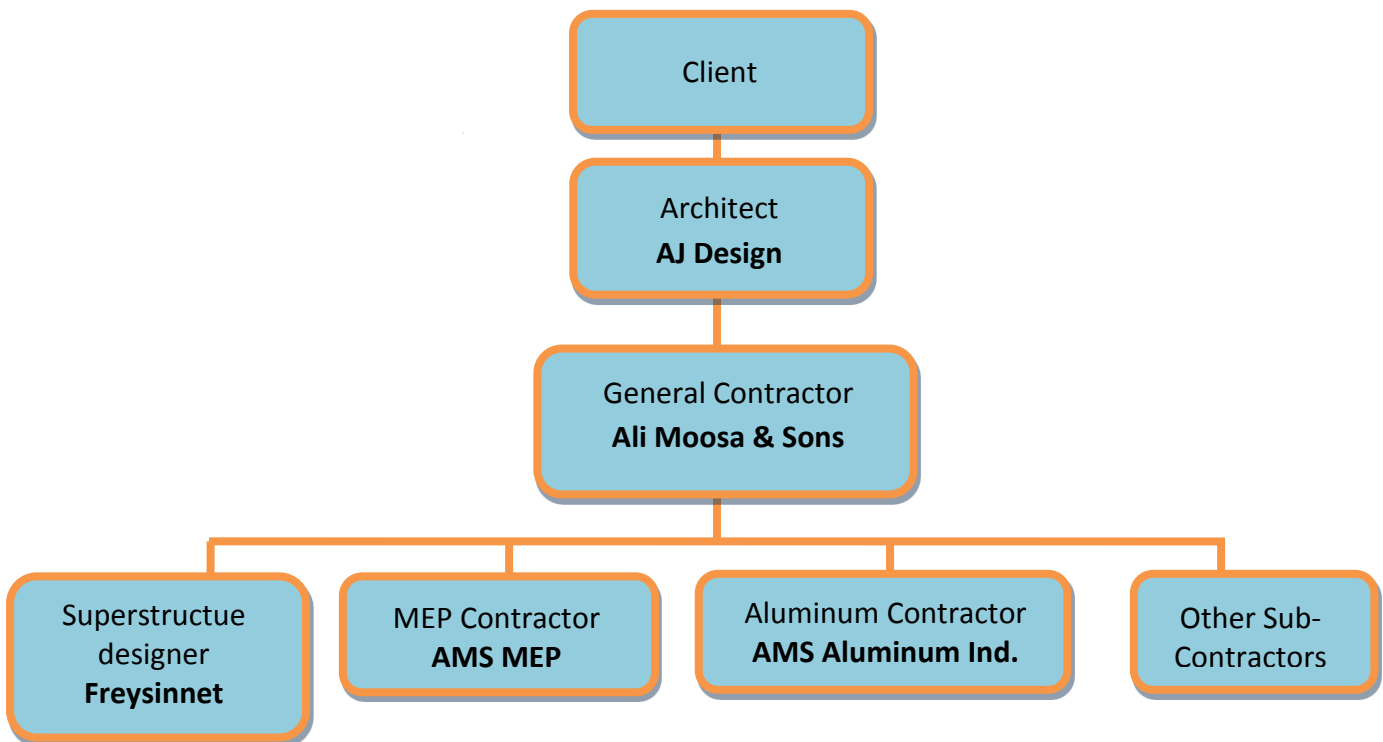 Client
Architect
AJ Design
General Contractor
Ali Moosa & Sons
Superstructue
designer
Freysinnet
MEP Contractor
AMS MEP
Aluminum Contractor
AMS Aluminum Ind.
Other Sub-
Contractors